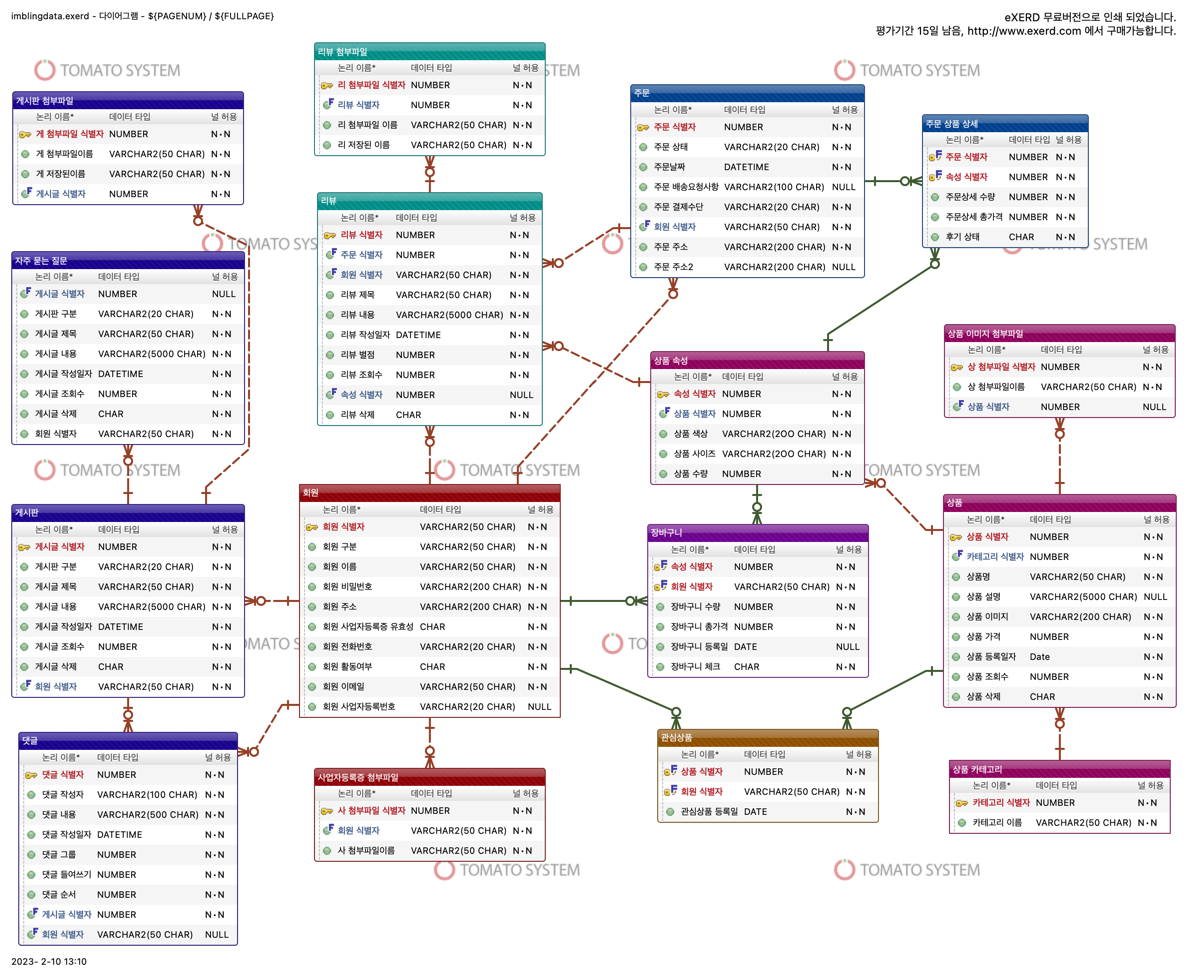 imblingdata.exerd - 다이어그램 - ${PAGENUM} / ${FULLPAGE}
eXERD 무료버전으로 인쇄 되었습니다.
평가기간 15일 남음, http://www.exerd.com 에서 구매가능합니다.
TOMATO SYSTEM
게시판 첨부파일
논리 이름* 데이터 타입 널 허용
게 첨부파일 식별자 NUMBER N•N
게 첨부파일이름 VARCHAR2(50 CHAR) N•N
게 저장된이름 VARCHAR2(50 CHAR) N•N
게시글 식별자 NUMBER N•N
리뷰 첨부파일
논리 이름* 데이터 타입 널 허용
리 첨부파일 식별자 NUMBER N•N
리뷰 식별자 NUMBER N•N
리 첨부파일 이름 VARCHAR2(50 CHAR) N•N
리 저장된 이름 VARCHAR2(50 CHAR) N•N
STEM
TOMATO SYSTEM
주문
논리 이름* 데이터 타입 널 허용
주문 식별자 NUMBER N•N
주문 상태 VARCHAR2(20 CHAR) N•N
주문날짜 DATETIME N•N
주문 배송요청사항 VARCHAR2(100 CHAR) NULL
주문 결제수단 VARCHAR2(20 CHAR) N•N
회원 식별자 VARCHAR2(50 CHAR) N•N
주문 주소 VARCHAR2(200 CHAR) N•N
주문 주소2 VARCHAR2(200 CHAR) NULL
주문 상품 상세
논리 이름* 데이터 타입 널 허용
주문 식별자 NUMBER N•N
속성 식별자 NUMBER N•N
주문상세 수량 NUMBER N•N
주문상세 총가격 NUMBER N•N
후기 상태 CHAR N•N
TOMATO SYS
SYSTEM
자주 묻는 질문
논리 이름* 데이터 타입 널 허용
게시글 식별자 NUMBER NULL
게시판 구분 VARCHAR2(20 CHAR) N•N
게시글 제목 VARCHAR2(50 CHAR) N•N
게시글 내용 VARCHAR2(5000 CHAR) N•N
게시글 작성일자 DATETIME N•N
게시글 조회수 NUMBER N•N
게시글 삭제 CHAR N•N
회원 식별자 VARCHAR2(50 CHAR) N•N
리뷰
논리 이름* 데이터 타입 널 허용
리뷰 식별자 NUMBER N•N
주문 식별자 NUMBER N•N
회원 식별자 VARCHAR2(50 CHAR) N•N
리뷰 제목 VARCHAR2(50 CHAR) N•N
리뷰 내용 VARCHAR2(5000 CHAR) N•N
리뷰 작성일자 DATETIME N•N
리뷰 별점 NUMBER N•N
리뷰 조회수 NUMBER N•N
속성 식별자 NUMBER NULL
리뷰 삭제 CHAR N•N
상품 속성
논리 이름* 데이터 타입 널 허용
속성 식별자 NUMBER N•N
상품 식별자 NUMBER N•N
상품 색상 VARCHAR2(2OO CHAR) N•N
상품 사이즈 VARCHAR2(2OO CHAR) N•N
상품 수량 NUMBER N•N
상품 이미지 첨부파일
논리 이름* 데이터 타입 널 허용
상 첨부파일 식별자 NUMBER N•N
상 첨부파일이름 VARCHAR2(50 CHAR) N•N
상품 식별자 NUMBER NULL
TOMATO SYSTEM
TOMATO SYSTEM
OMATO SYSTEM
게시판
논리 이름* 데이터 타입 널 허용
게시글 식별자 NUMBER N•N
게시판 구분 VARCHAR2(20 CHAR) N•N
게시글 제목 VARCHAR2(50 CHAR) N•N
게시글 내용 VARCHAR2(5000 CHAR) N•N
게시글 작성일자 DATETIME N•N
게시글 조회수 NUMBER N•N
게시글 삭제 CHAR N•N
회원 식별자 VARCHAR2(50 CHAR) N•N
회원
논리 이름* 데이터 타입 널 허용
회원 식별자 VARCHAR2(50 CHAR) N•N
회원 구분 VARCHAR2(50 CHAR) N•N
회원 이름 VARCHAR2(50 CHAR) N•N
회원 비밀번호 VARCHAR2(200 CHAR) N•N
회원 주소 VARCHAR2(200 CHAR) N•N
회원 사업자등록증 유효성 CHAR N•N
회원 전화번호 VARCHAR2(20 CHAR) N•N
회원 활동여부 CHAR N•N
회원 이메일 VARCHAR2(50 CHAR) N•N
회원 사업자등록번호 VARCHAR2(20 CHAR) NULL
장바구니
논리 이름* 데이터 타입 널 허용
속성 식별자 NUMBER N•N
회원 식별자 VARCHAR2(50 CHAR) N•N
장바구니 수량 NUMBER N•N
장바구니 총가격 NUMBER N•N
장바구니 등록일 DATE NULL
장바구니 체크 CHAR N•N
상품
논리 이름* 데이터 타입 널 허용
상품 식별자 NUMBER N•N
카테고리 식별자 NUMBER N•N
상품명 VARCHAR2(50 CHAR) N•N
상품 설명 VARCHAR2(5000 CHAR) NULL
상품 이미지 VARCHAR2(200 CHAR) N•N
상품 가격 NUMBER N•N
상품 등록일자 Date N•N
상품 조회수 NUMBER N•N
상품 삭제 CHAR N•N
OMATO SYSTEM
TO
댓글
논리 이름* 데이터 타입 널 허용
댓글 식별자 NUMBER N•N
댓글 작성자 VARCHAR2(100 CHAR) N•N
댓글 내용 VARCHAR2(500 CHAR) N•N
댓글 작성일자 DATETIME N•N
댓글 그룹 NUMBER N•N
댓글 들여쓰기 NUMBER N•N
댓글 순서 NUMBER N•N
게시글 식별자 NUMBER N•N
회원 식별자 VARCHAR2(50 CHAR) NULL
사업자등록증 첨부파일
논리 이름* 데이터 타입 널 허용
사 첨부파일 식별자 NUMBER N•N
회원 식별자 VARCHAR2(50 CHAR) N•N
사 첨부파일이름 VARCHAR2(50 CHAR) N•N
관심상품
논리 이름* 데이터 타입 널 허용
상품 식별자 NUMBER N•N
회원 식별자 VARCHAR2(50 CHAR) N•N
관심상품 등록일 DATE N•N
상품 카테고리
논리 이름* 데이터 타입 널 허용
카테고리 식별자 NUMBER N•N
카테고리 이름 VARCHAR2(50 CHAR) N•N
TOMATO SYSTEM
TOMATO SYSTEM
2023- 2-10 13:10